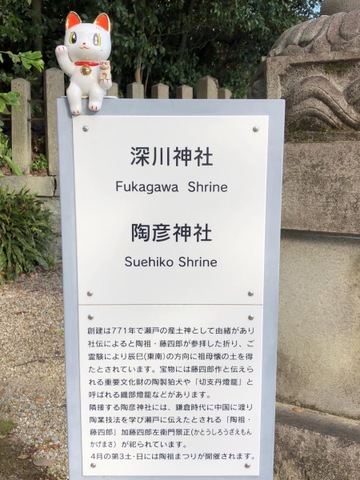 深川神社
Fukagawa Shrine
陶彦神社
Suehiko Shrine
創建は771年で瀬戸の産土神として由緒があり
社伝によると陶祖・藤四郎が参拝した折り、ご
霊験により辰巳(東南)の方向に祖母懐の土を得
たとされています。宝物には藤四郎作と伝えら
れる重要文化財の陶製狛犬や「切支丹燈籠」と
呼ばれる織部燈籠などがあります。
隣接する陶彦神社には、鎌倉時代に中国に渡り
陶業技法を学び瀬戸に伝えたとされる「陶祖・
藤四郎」加藤四郎左衛門景正(かとうしろうざえもん
かげまさ)が祀られています。
4月の第3土・日には陶祖まつりが開催されます。